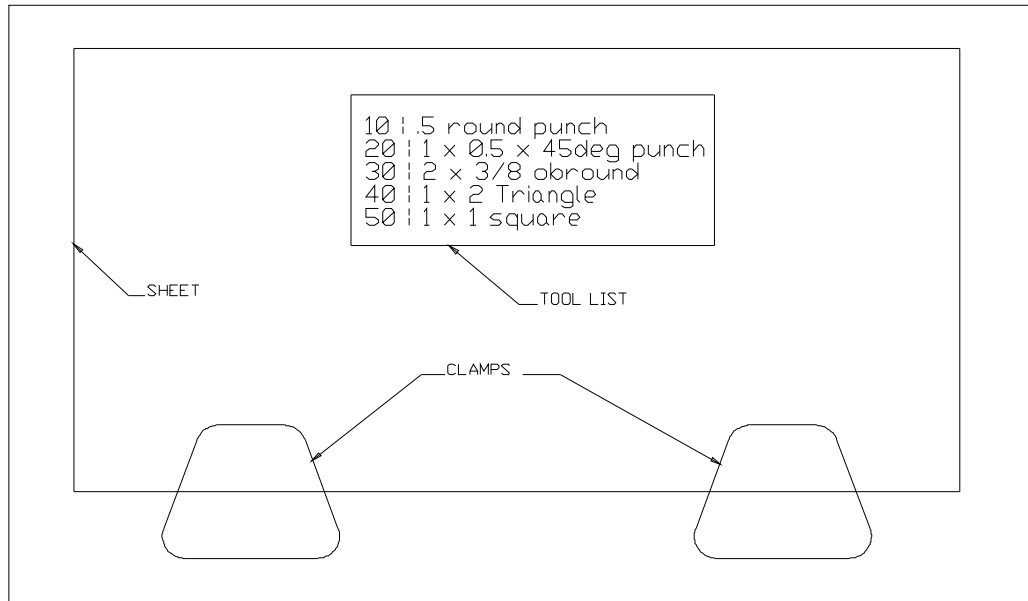 10 ¦ .5 round punch
20 ¦ 1 x 0.5 x 45deg punch
30 ¦ 2 x 3/8 obround
40 ¦ 1 x 2 Triangle
50 ¦ 1 x 1 square
SHEET
TOOL LIST
CLAMPS